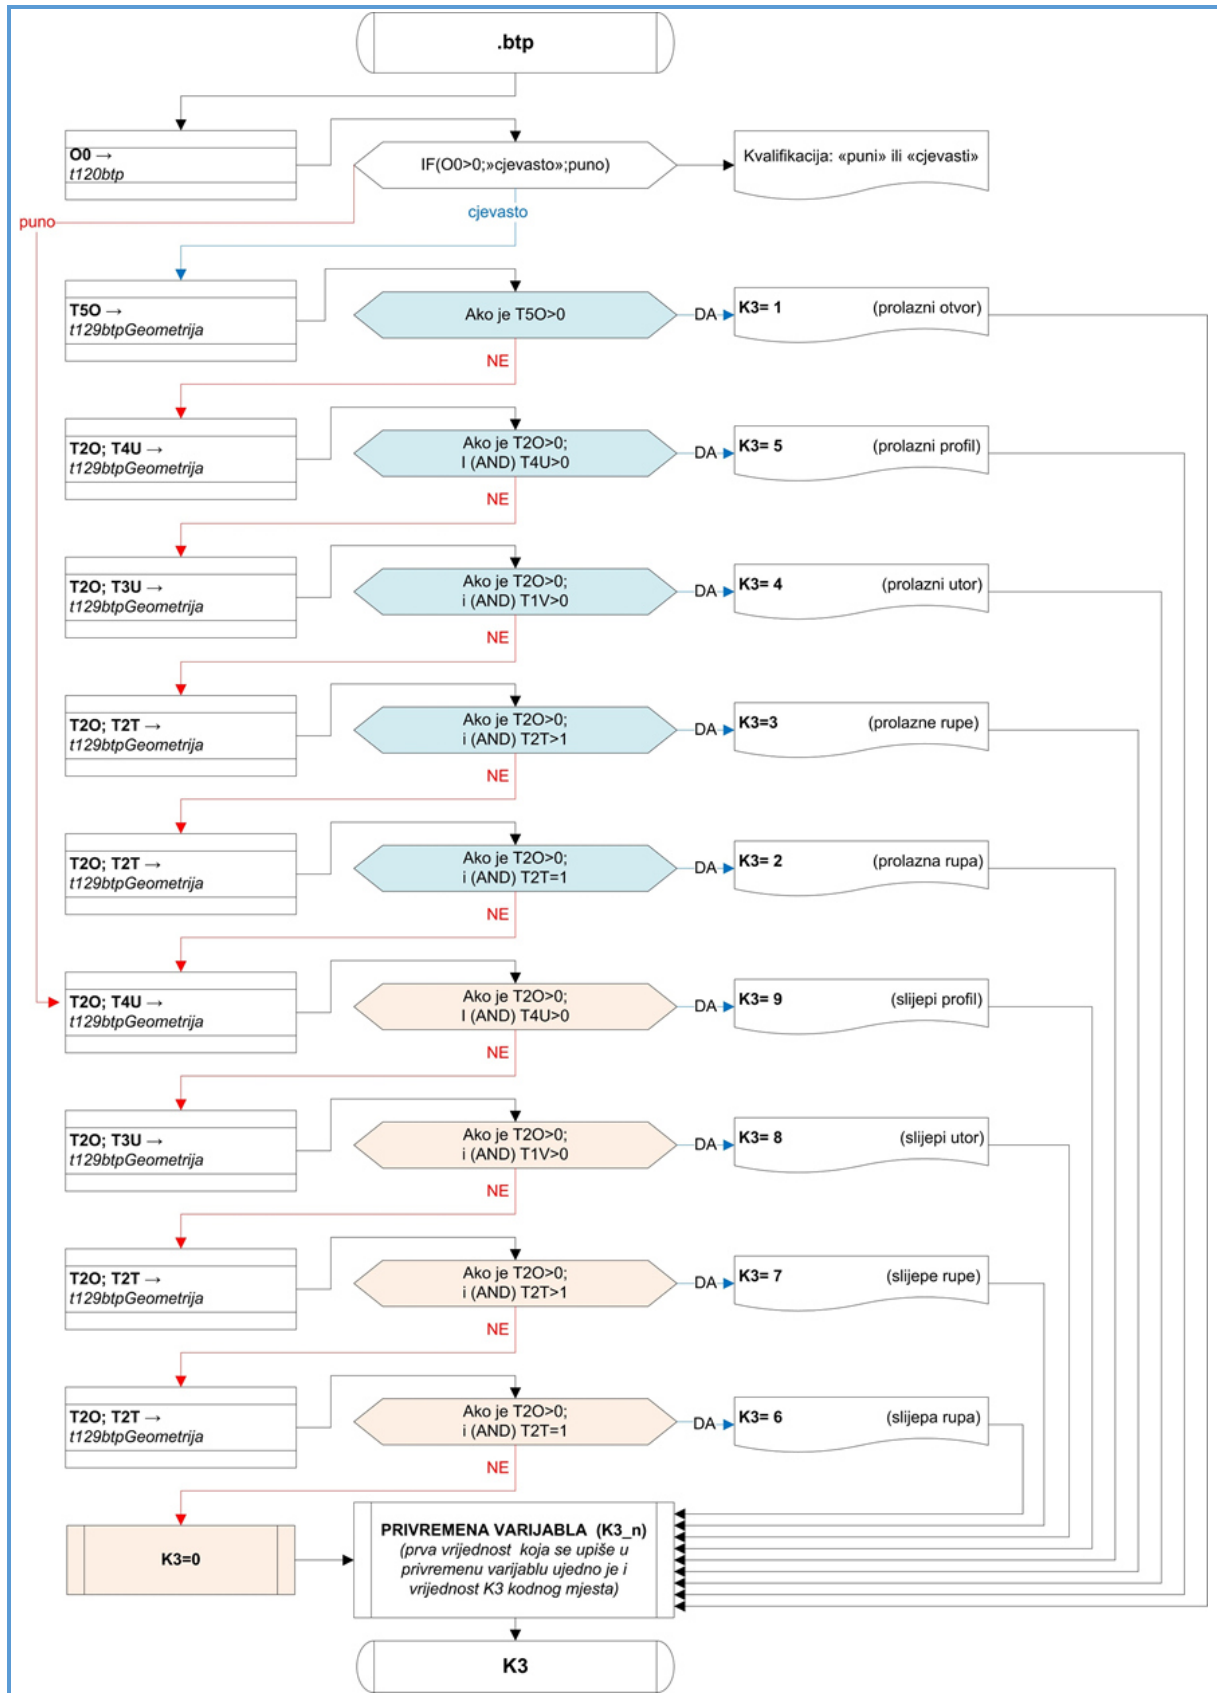 .btp
O0 →
t120btp
IF(O0>0;»cjevasto»;puno)
Kvalifikacija: «puni» ili «cjevasti»
puno
cjevasto
T5O →
t129btpGeometrija
Ako je T5O>0
DA
K3= 1 (prolazni otvor)
NE
T2O; T4U →
t129btpGeometrija
Ako je T2O>0;
I (AND) T4U>0
DA
K3= 5 (prolazni profil)
NE
T2O; T3U →
t129btpGeometrija
Ako je T2O>0;
i (AND) T1V>0
DA
K3= 4 (prolazni utor)
NE
T2O; T2T →
t129btpGeometrija
Ako je T2O>0;
i (AND) T2T>1
DA
K3=3 (prolazne rupe)
NE
T2O; T2T →
t129btpGeometrija
Ako je T2O>0;
i (AND) T2T=1
DA
K3= 2 (prolazna rupa)
NE
T2O; T4U →
t129btpGeometrija
Ako je T2O>0;
I (AND) T4U>0
DA
K3= 9 (slijepi profil)
NE
T2O; T3U →
t129btpGeometrija
Ako je T2O>0;
i (AND) T1V>0
DA
K3= 8 (slijepi utor)
NE
T2O; T2T →
t129btpGeometrija
Ako je T2O>0;
i (AND) T2T>1
DA
K3= 7 (slijepe rupe)
NE
T2O; T2T →
t129btpGeometrija
Ako je T2O>0;
i (AND) T2T=1
DA
K3= 6 (slijepa rupa)
NE
K3=0
PRIVREMENA VARIJABLA (K3_n)
(prva vrijednost koja se upiše u
privremenu varijablu ujedno je i
vrijednost K3 kodnog mjesta)
K3